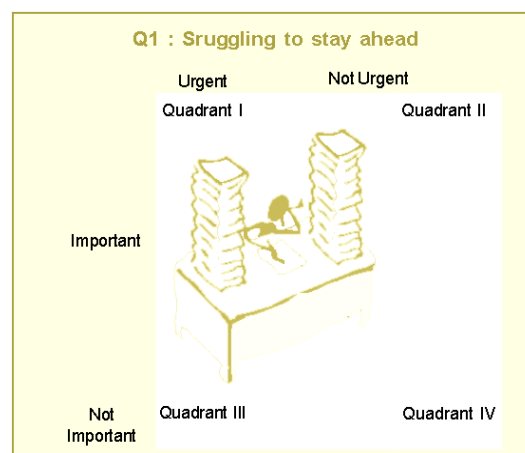 Q1 : Sruggling to stay ahead
Urgent Not Urgent
Quadrant I Quadrant II
Important
Not Quadrant III Quadrant IV
Important